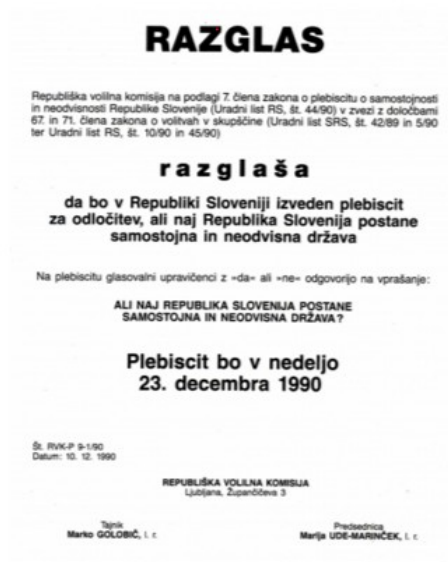 RAZGLAS
Republiška volilna komisija na podlagi 7. člena zakona o plebiscitu o samostojnosti
in neodvisnosti Republike Slovenije (Uradni list RS, št. 44/90) v zvezi z določbami
67. in 71. člena zakona o volitvah v skupščine (Uradni list SRS, št. 42/89 in 5/90
ter Uradni list RS, št. 10/90 in 45/90)
razglaša
da bo v Republiki Sloveniji izveden plebiscit
za odločitev, ali naj Republika Slovenija postane
samostojna in neodvisna država
Na plebiscitu glasovalni upravičenci z »da« ali »ne« odgovorijo na vprašanje:
ALI NAJ REPUBLIKA SLOVENIJA POSTANE
SAMOSTOJNA IN NEODVISNA DRŽAVA?
Plebiscit bo v nedeljo
23. decembra 1990
Št. RVK-P 9-1/90
Datum: 10. 12. 1990
REPUBLIŠKA VOLILNA KOMISIJA
Ljubljana, Župančičeva 3
Tajnik
Marko GOLOBIČ, l. r.
Predsednica
Marija UDE-MARINČEK, l. r.